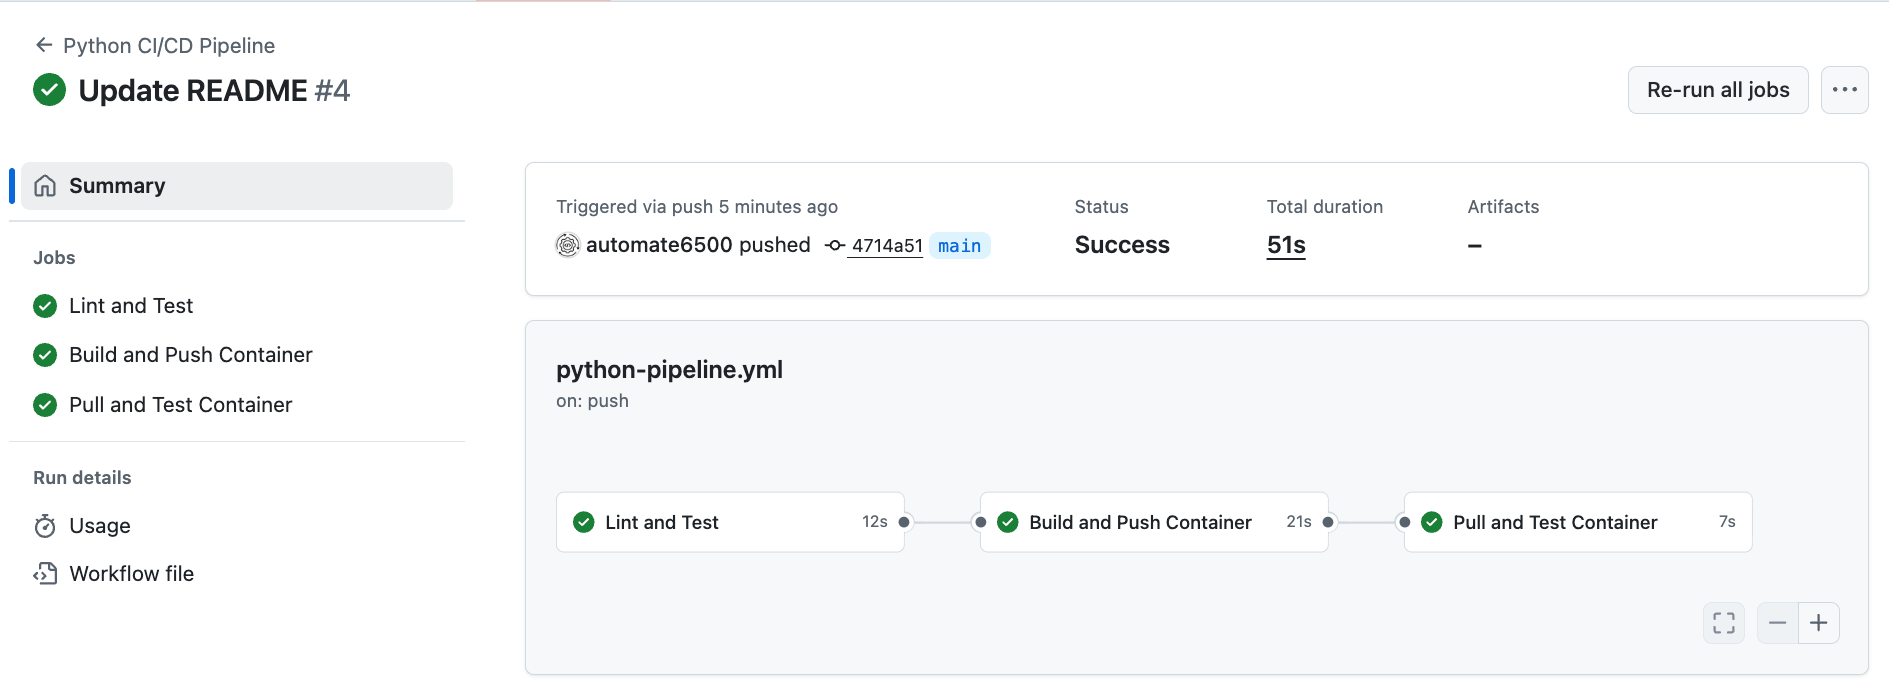 Python CI/CD Pipeline
Update README #4
Re-run all jobs
Summary
Jobs
Lint and Test
Build and Push Container
Pull and Test Container
Run details
Usage
Workflow file
Triggered via push 5 minutes ago
automate6500 pushed 4714a51 main
Status
Success
Total duration
51s
Artifacts
–
python-pipeline.yml
on: push
Lint and Test 12s
Build and Push Container 21s
Pull and Test Container 7s